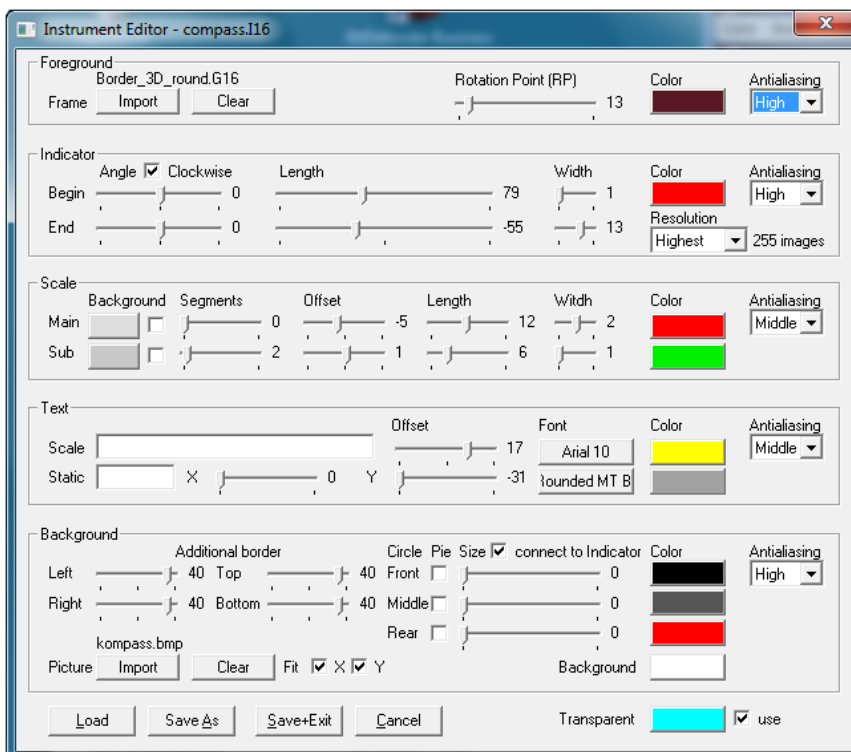 Instrument Editor - compass.I16
Foreground
Border_3D_round.G16
Rotation Point (RP) Color Antialiasing
Frame Import Clear 13 High
Indicator
Angle Clockwise Length Width Color Antialiasing
Begin 0 79 1 High
Resolution
End 0 -55 13 Highest 255 images
Scale
Background Segments Offset Length Witdh Color Antialiasing
Main 0 -5 12 2 Middle
Sub 2 1 6 1
Text
Offset Font Color Antialiasing
Scale 17 Arial 10 Middle
Static X 0 Y -31 Rounded MT B
Background
Additional border Circle Pie Size connect to Indicator Color Antialiasing
Left 40 Top 40 Front 0 High
Right 40 Bottom 40 Middle 0
Rear 0
kompass.bmp
Picture Import Clear Fit X Y Background
Load Save As Save+Exit Cancel Transparent use